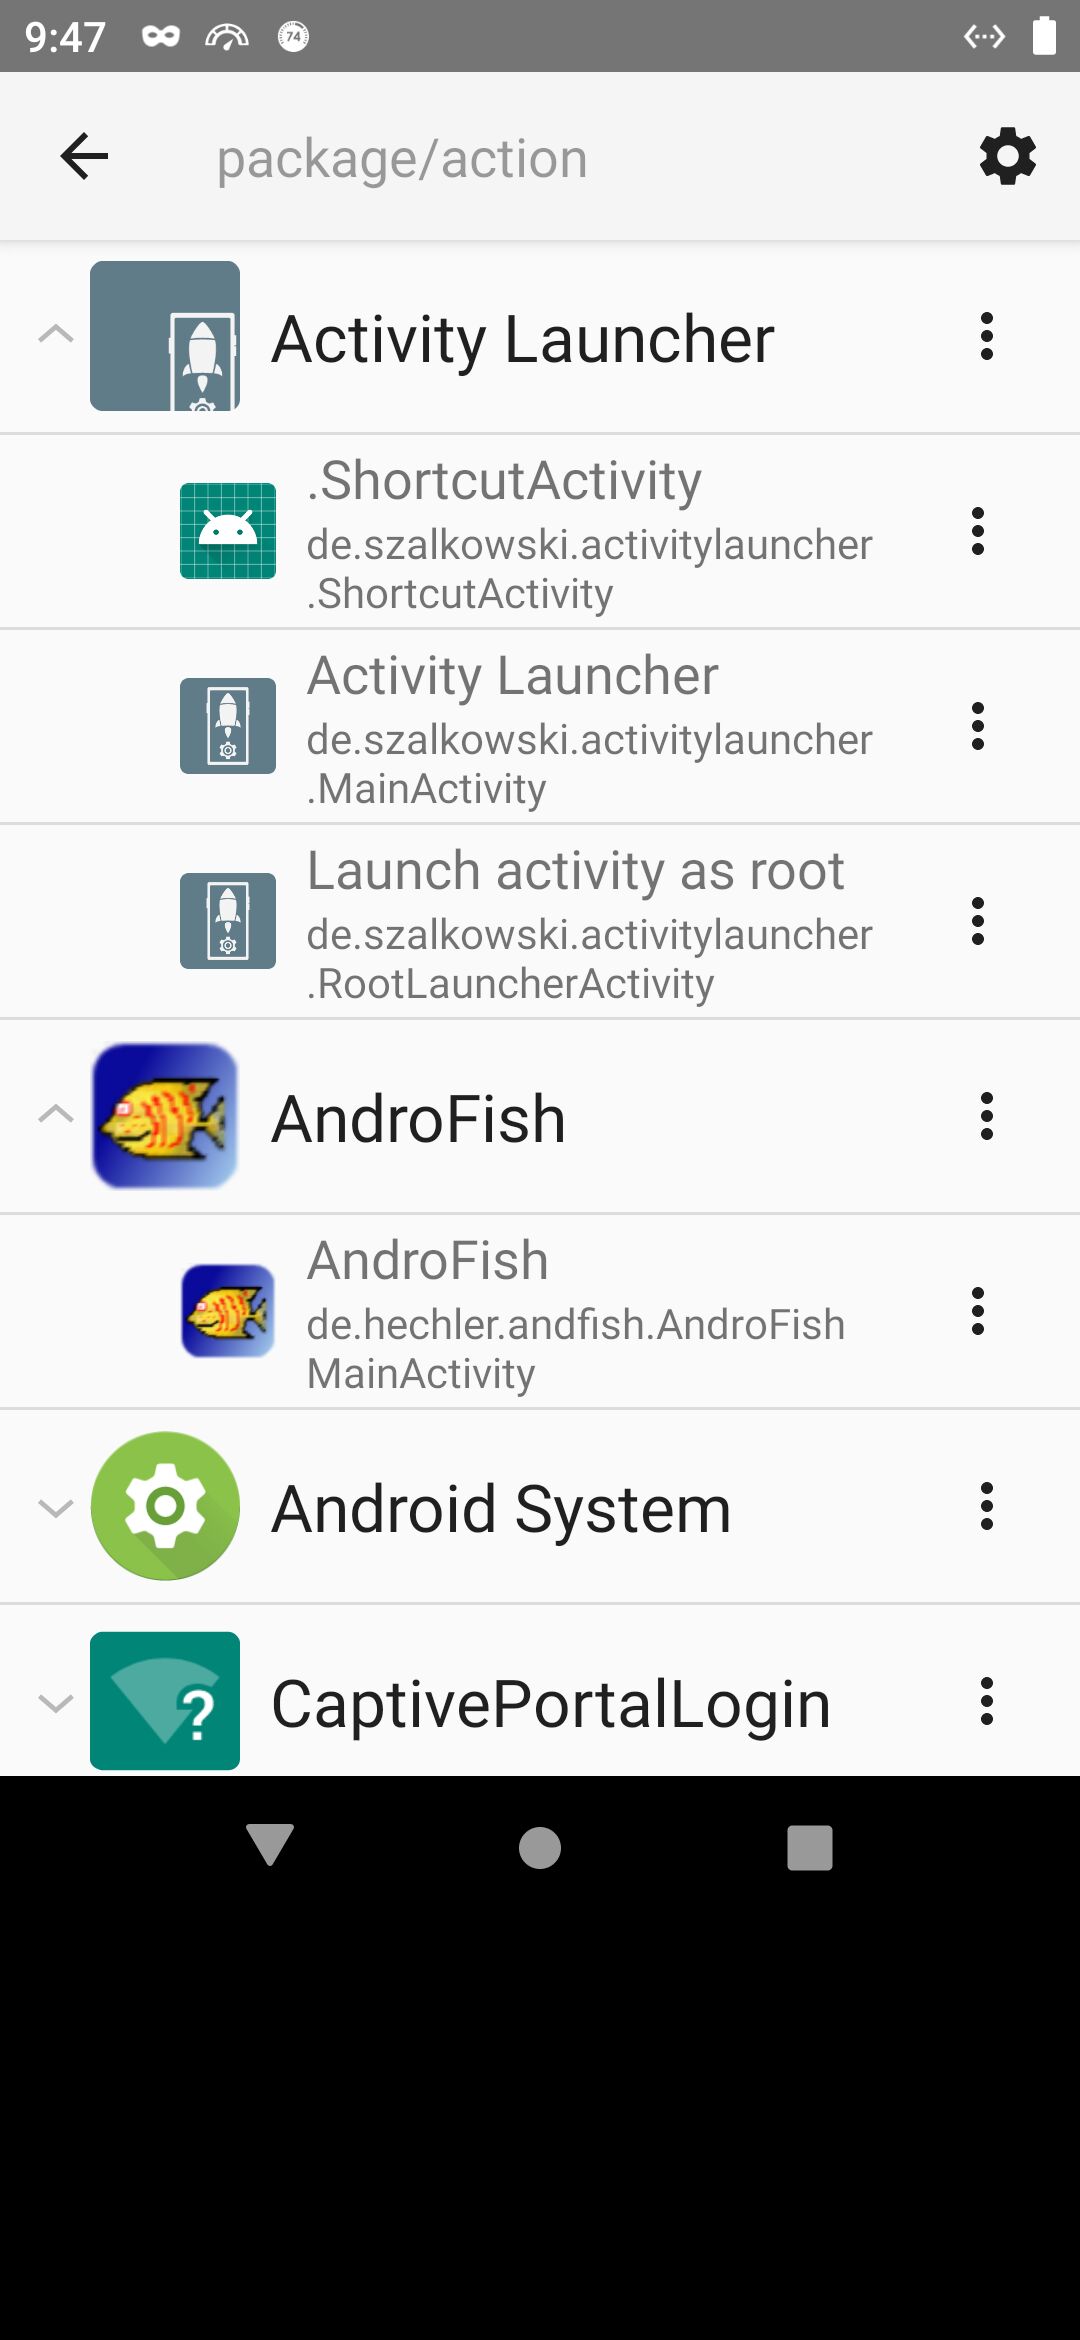 9:47
74
package/action
Activity Launcher
.ShortcutActivity
de.szalkowski.activitylauncher
.ShortcutActivity
Activity Launcher
de.szalkowski.activitylauncher
.MainActivity
Launch activity as root
de.szalkowski.activitylauncher
.RootLauncherActivity
AndroFish
AndroFish
de.hechler.andfish.AndroFish
MainActivity
Android System
?
CaptivePortalLogin